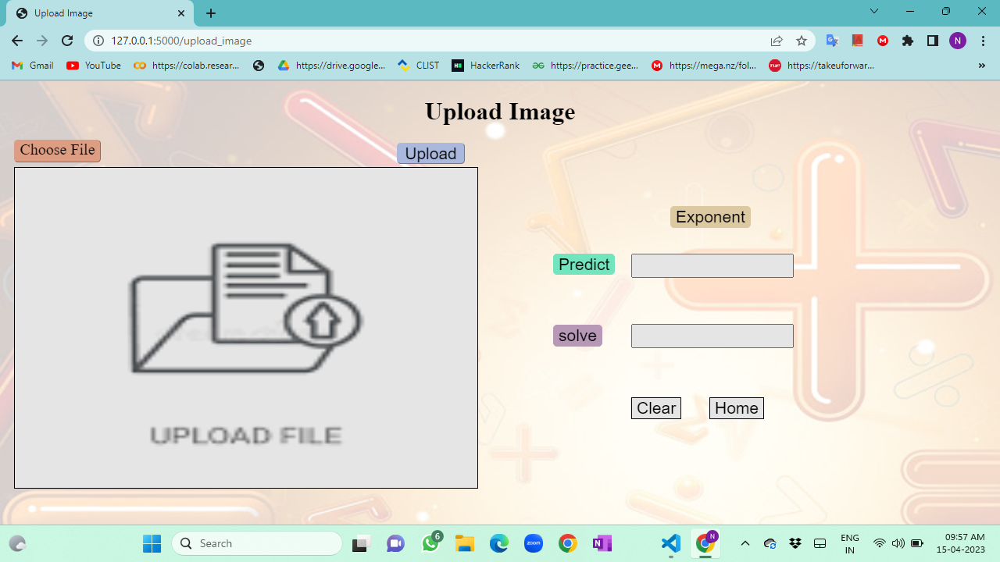 Upload Image
127.0.0.1:5000/upload_image
N
Gmail
YouTube
https://colab.resear...
https://drive.google...
CLIST
HackerRank
https://practice.gee...
https://mega.nz/fol...
https://takeuforwar...
»
Upload Image
Choose File
Upload
Exponent
Predict
solve
Clear
Home
UPLOAD FILE
Search
6
zoom
N
N
ENG
IN
09:57 AM
15-04-2023